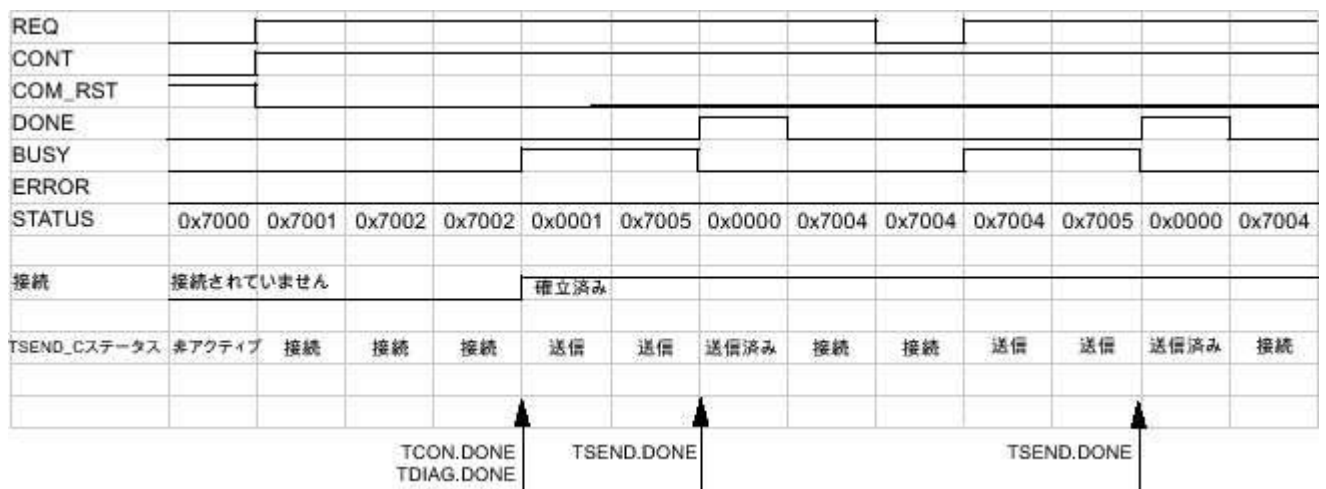 REQ
CONT
COM_RST
DONE
BUSY
ERROR
STATUS 0x7000 0x7001 0x7002 0x7002 0x0001 0x7005 0x0000 0x7004 0x7004 0x7004 0x7005 0x0000 0x7004
接続 接続されていません 確立済み
TSEND_Cステータス 非アクティブ 接続 接続 接続 送信 送信 送信済み 接続 接続 送信 送信 送信済み 接続
TCON.DONE TSEND.DONE TSEND.DONE
TDIAG.DONE